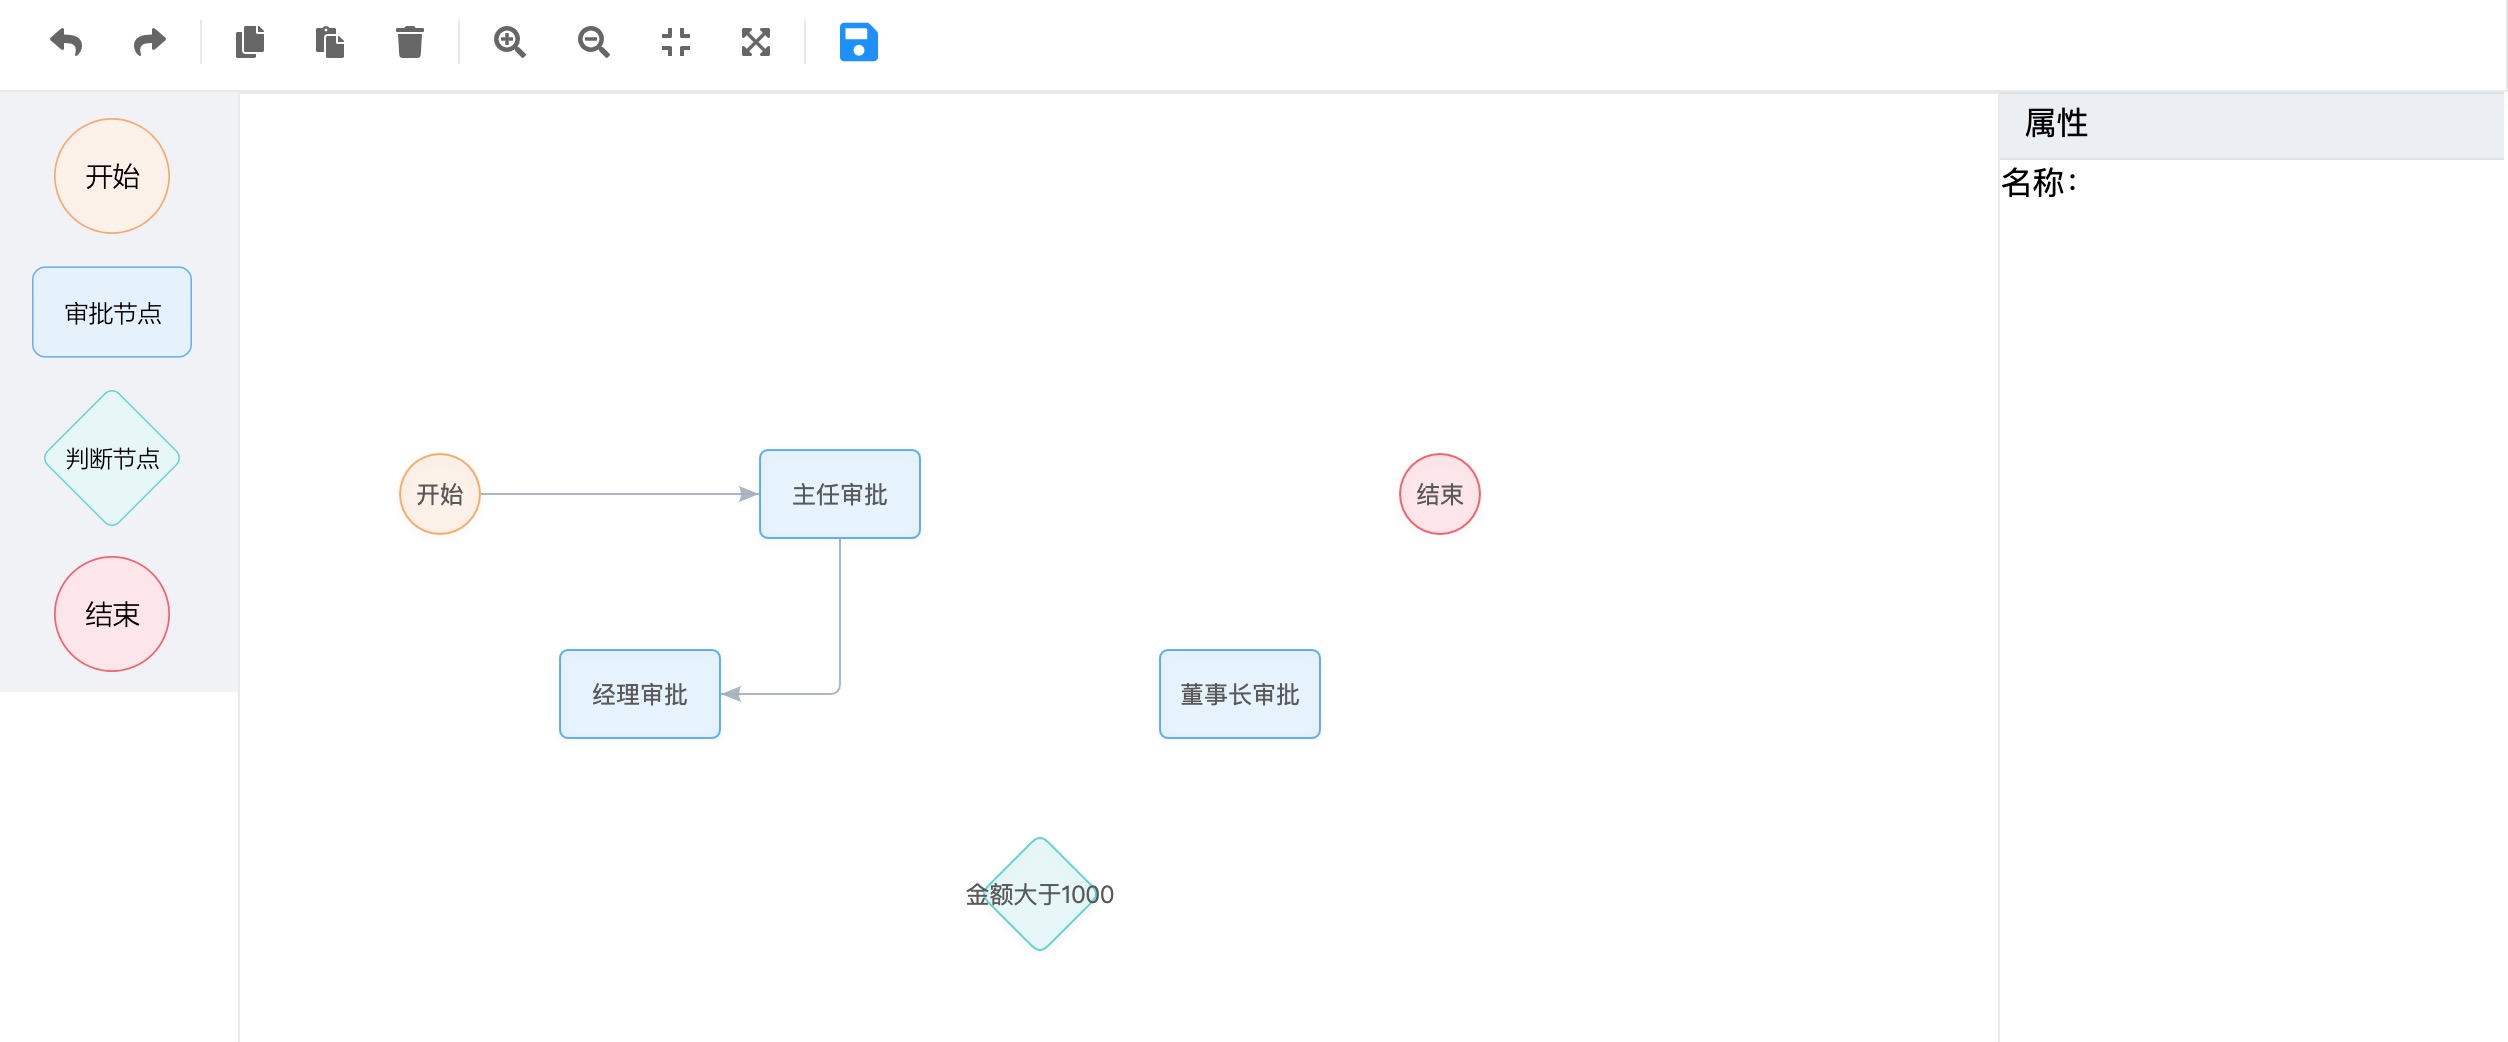 开始
审批节点
判断节点
结束
开始
主任审批
结束
经理审批
董事长审批
金额大于1000
属性
名称：